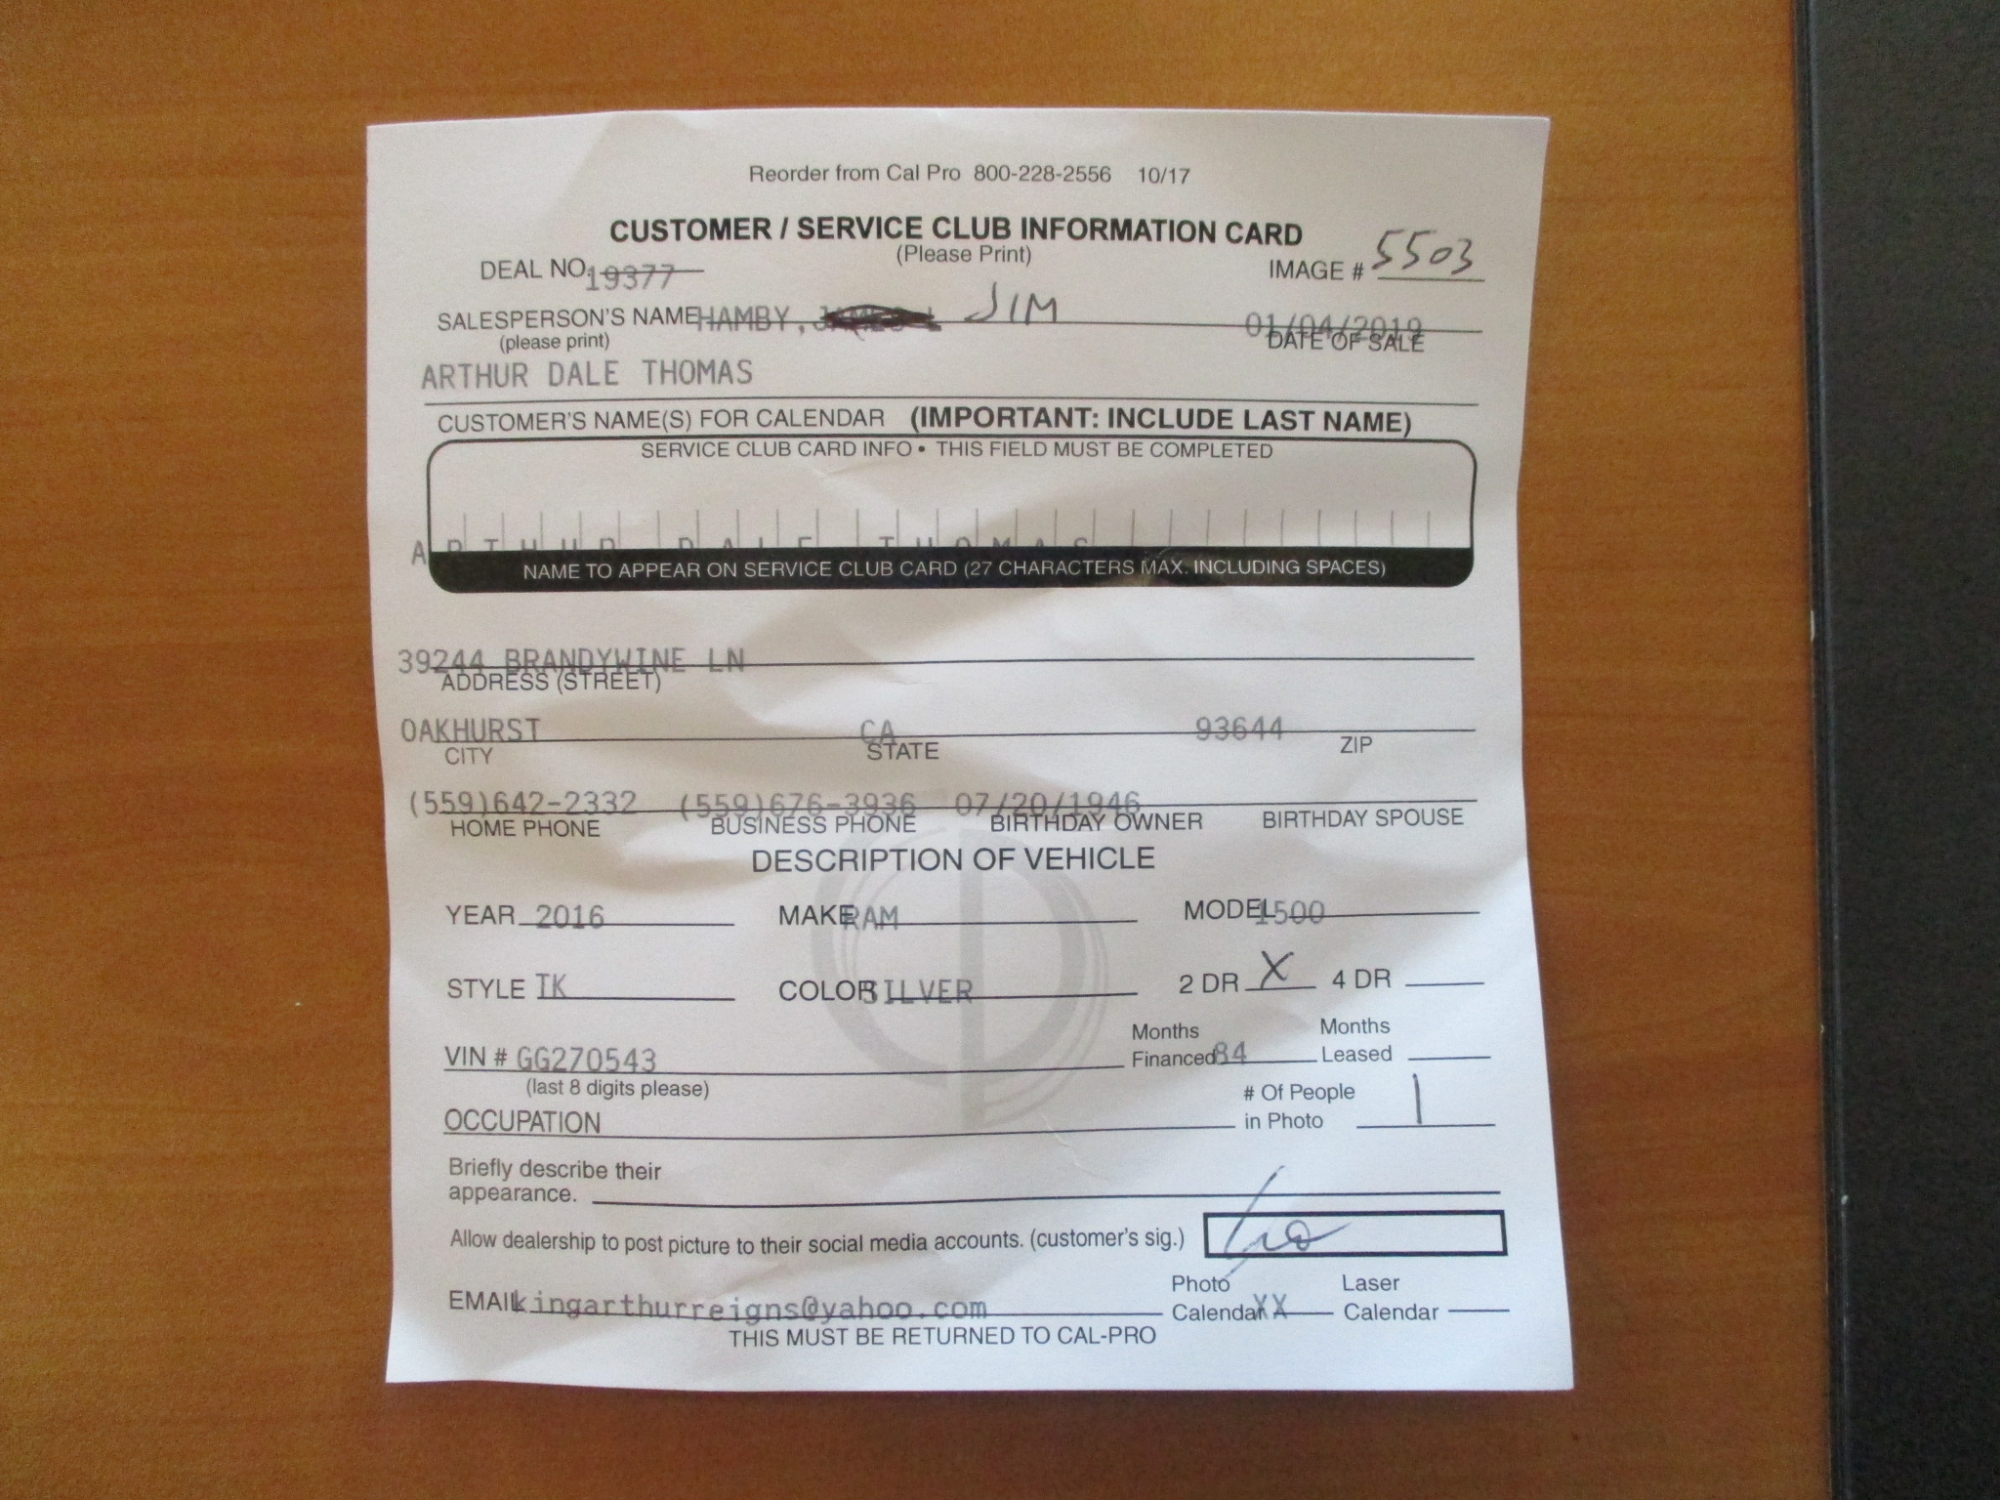 Reorder from Cal Pro 800-228-2556 10/17
CUSTOMER / SERVICE CLUB INFORMATION CARD
(Please Print)
DEAL NO. 19377 IMAGE # 5503
SALESPERSON'S NAME HAMBY, JIM 01/04/2019
(please print) DATE OF SALE
ARTHUR DALE THOMAS
CUSTOMER'S NAME(S) FOR CALENDAR (IMPORTANT: INCLUDE LAST NAME)
SERVICE CLUB CARD INFO • THIS FIELD MUST BE COMPLETED
ARTHUR DALE THOMAS
NAME TO APPEAR ON SERVICE CLUB CARD (27 CHARACTERS MAX. INCLUDING SPACES)
39244 BRANDYWINE LN
ADDRESS (STREET)
OAKHURST CA 93644
CITY STATE ZIP
(559)642-2332 (559)676-3936 07/20/1946
HOME PHONE BUSINESS PHONE BIRTHDAY OWNER BIRTHDAY SPOUSE
DESCRIPTION OF VEHICLE
YEAR 2016 MAKE RAM MODEL 1500
STYLE TK COLOR SILVER 2 DR X 4 DR
Months Months
VIN # GG270543 Financed 84 Leased
(last 8 digits please) # Of People
OCCUPATION in Photo 1
Briefly describe their
appearance.
Allow dealership to post picture to their social media accounts. (customer's sig.)
Photo Laser
EMAIL kingarthurreigns@yahoo.com Calendar XX Calendar
THIS MUST BE RETURNED TO CAL-PRO